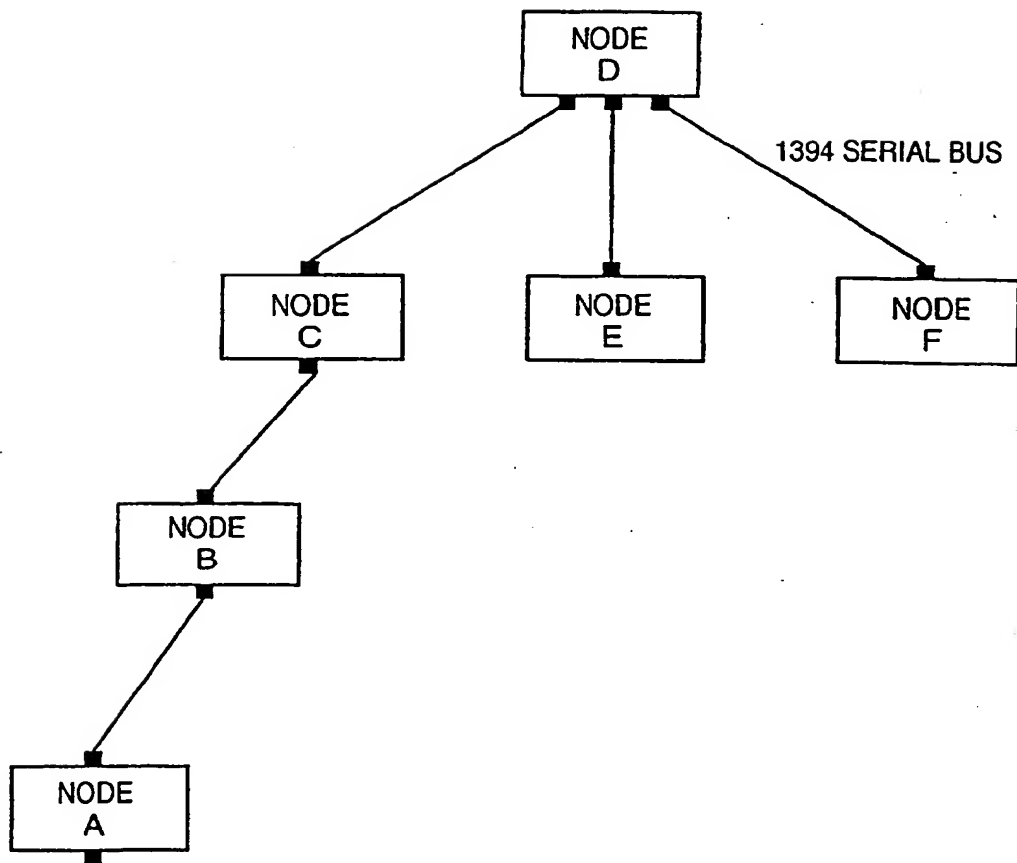 NODE
D
1394 SERIAL BUS
NODE
C
NODE
E
NODE
F
NODE
B
NODE
A